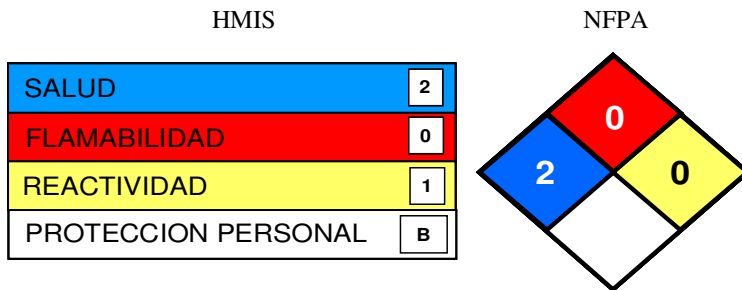 HMIS
NFPA
SALUD 2
FLAMABILIDAD 0
REACTIVIDAD 1
PROTECCION PERSONAL B
0
2 0